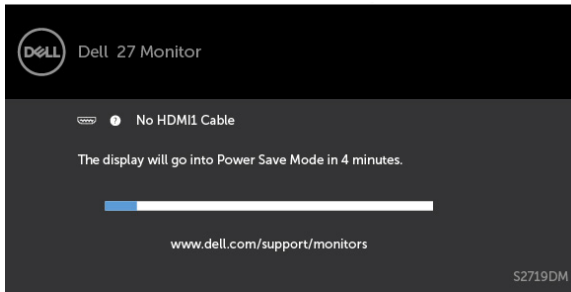 DELL
Dell 27 Monitor
? No HDMI1 Cable
The display will go into Power Save Mode in 4 minutes.
www.dell.com/support/monitors
S2719DM